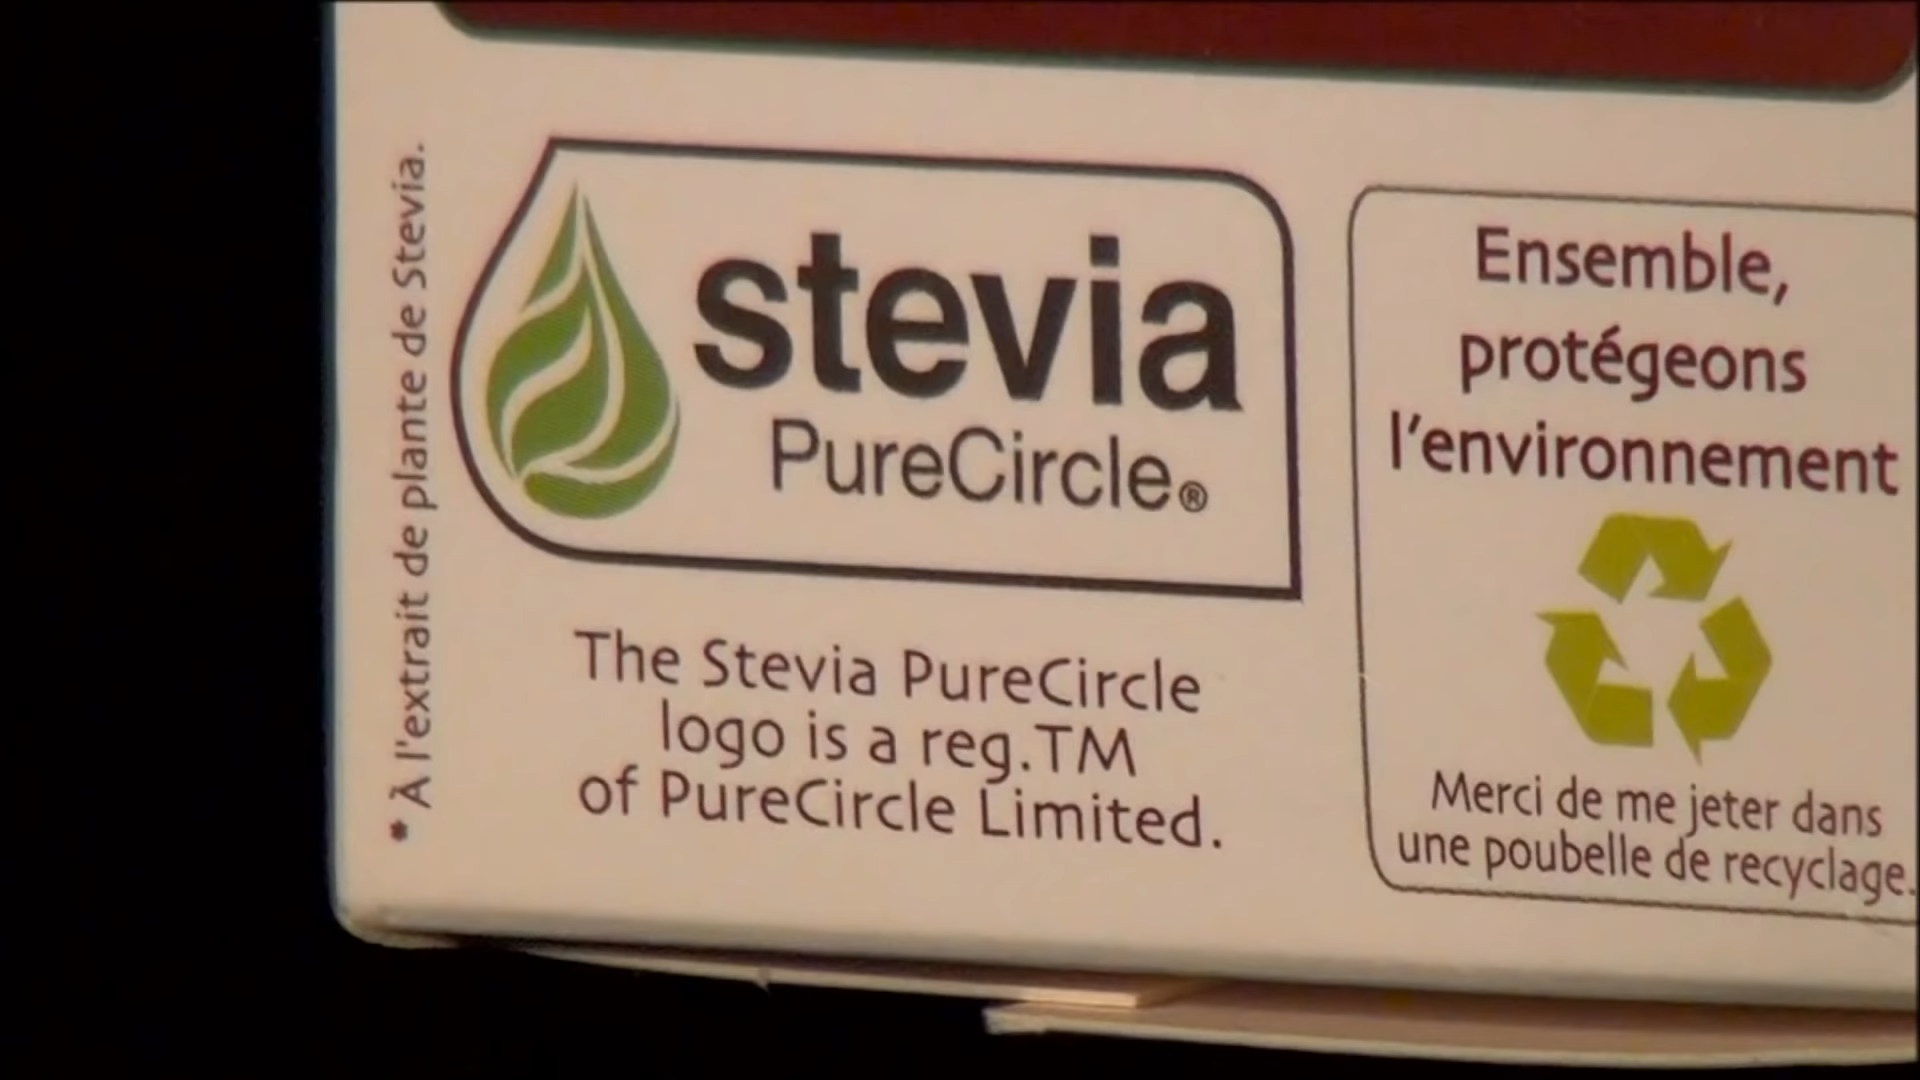 * À l'extrait de plante de Stevia.
stevia
PureCircle®
The Stevia PureCircle
logo is a reg.TM
of PureCircle Limited.
Ensemble,
protégeons
l'environnement
Merci de me jeter dans
une poubelle de recyclage.